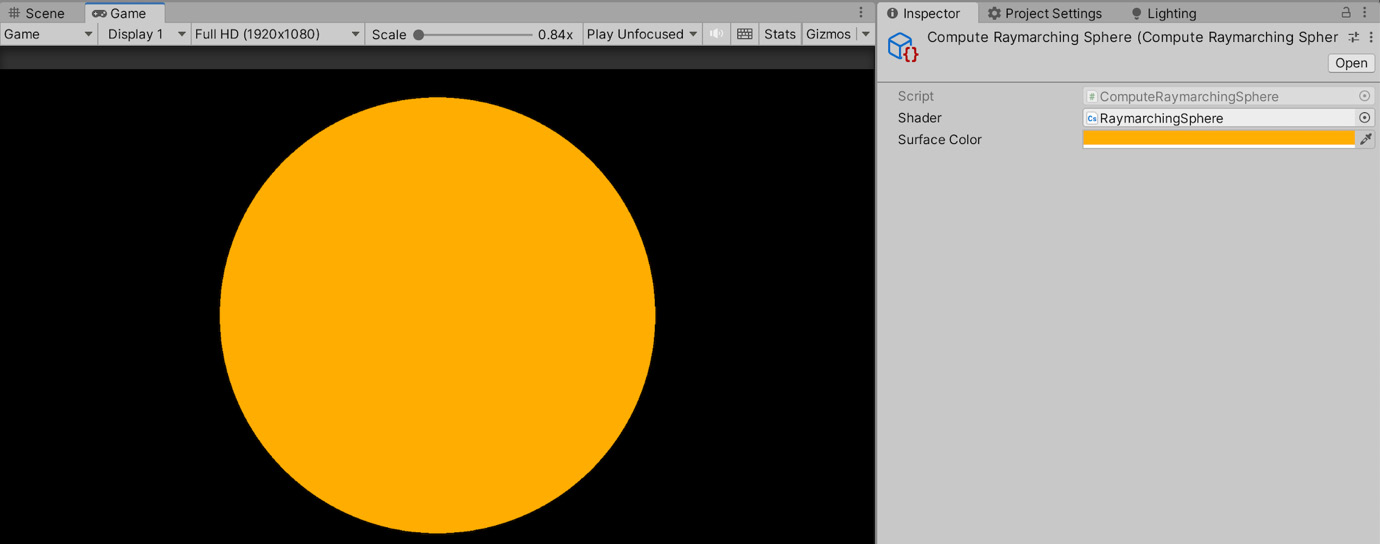 Scene Game
Game Display 1 Full HD (1920x1080) Scale 0.84x Play Unfocused Stats Gizmos
Inspector Project Settings Lighting
Compute Raymarching Sphere (Compute Raymarching Spher
{}
Open
Script # ComputeRaymarchingSphere
Shader Cs RaymarchingSphere
Surface Color